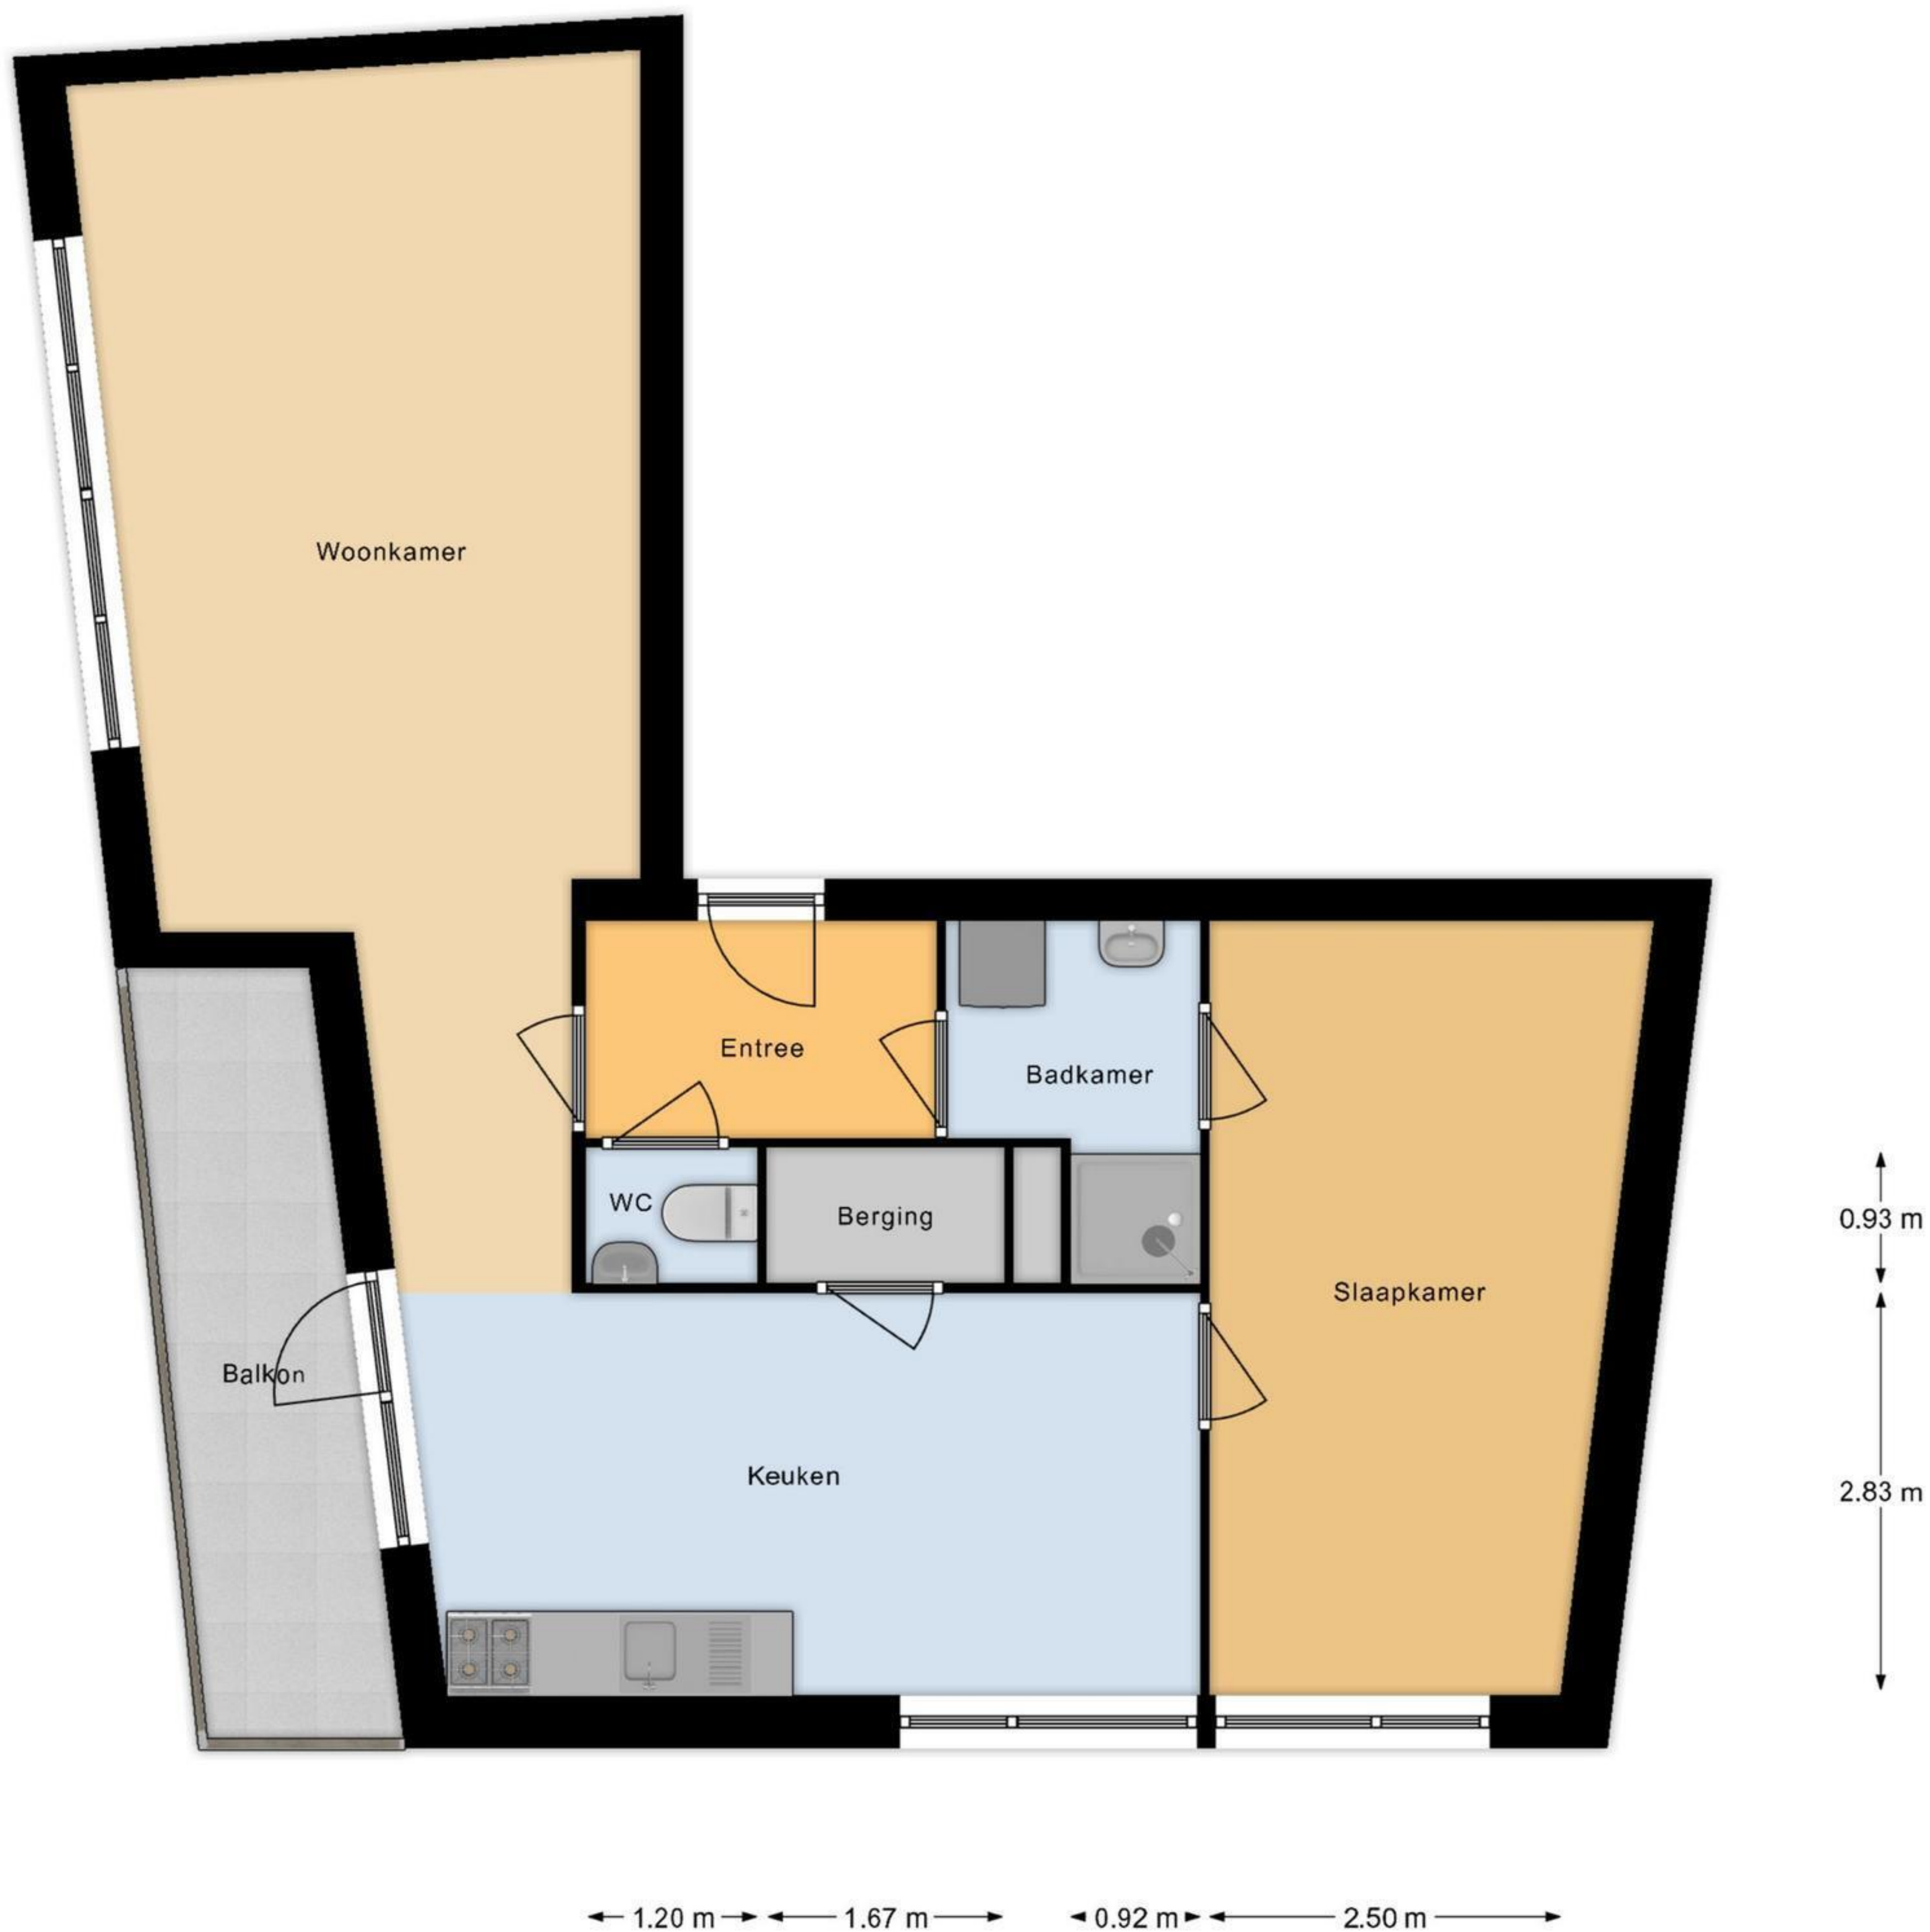 Woonkamer
Entree
Badkamer
WC
Berging
0.93 m
Slaapkamer
Balkon
Keuken
2.83 m
1.20 m
1.67 m
0.92 m
2.50 m